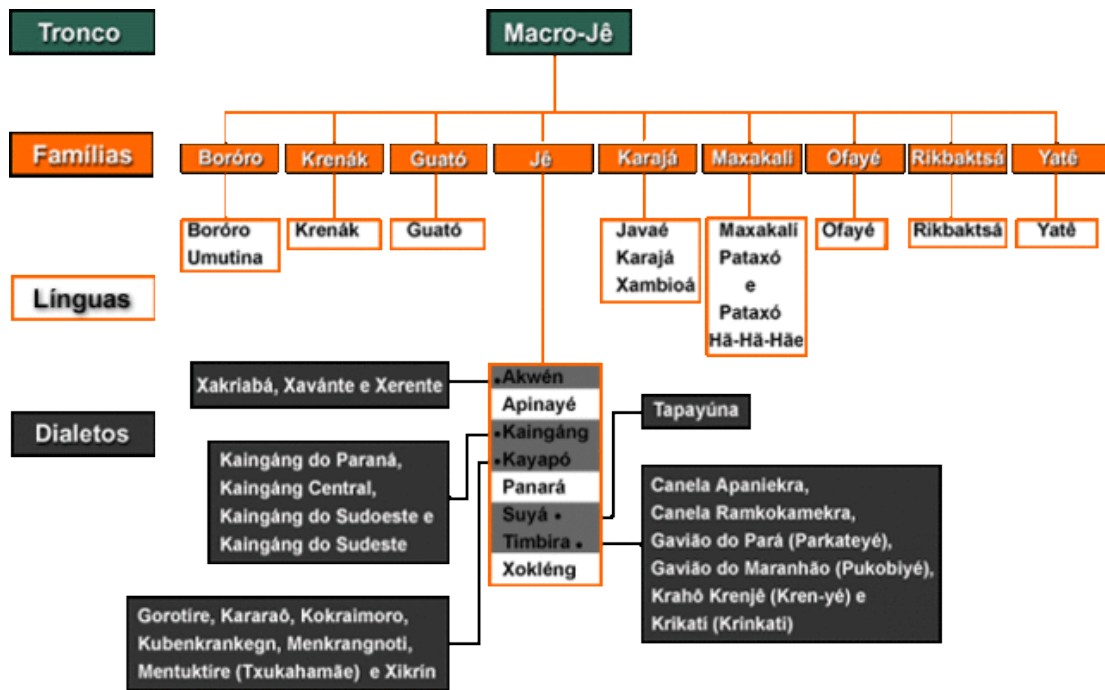 Tronco
Macro-Jê
Famílias
Boróro
Krenák
Guató
Jê
Karajá
Maxakalí
Ofayé
Rikbaktsá
Yatê
Línguas
Boróro
Umutina
Krenák
Guató
Javaé
Karajá
Xambioá
Maxakalí
Pataxó
e
Pataxó
Hã-Hã-Hãe
Ofayé
Rikbaktsá
Yatê
Dialetos
Xakriabá, Xavánte e Xerente
Akwén
Apinayé
Kaingáng
Kayapó
Panará
Suyá
Timbira
Xokléng
Tapayúna
Kaingáng do Paraná,
Kaingáng Central,
Kaingáng do Sudoeste e
Kaingáng do Sudeste
Canela Apaniekra,
Canela Ramkokamekra,
Gavião do Pará (Parkateyé),
Gavião do Maranhão (Pukobiyé),
Krahô Krenjê (Kren-yé) e
Krikatí (Krinkati)
Gorotire, Kararaô, Kokraimoro,
Kubenkrankegn, Menkrangnoti,
Mentuktíre (Txukahamãe) e Xikrin